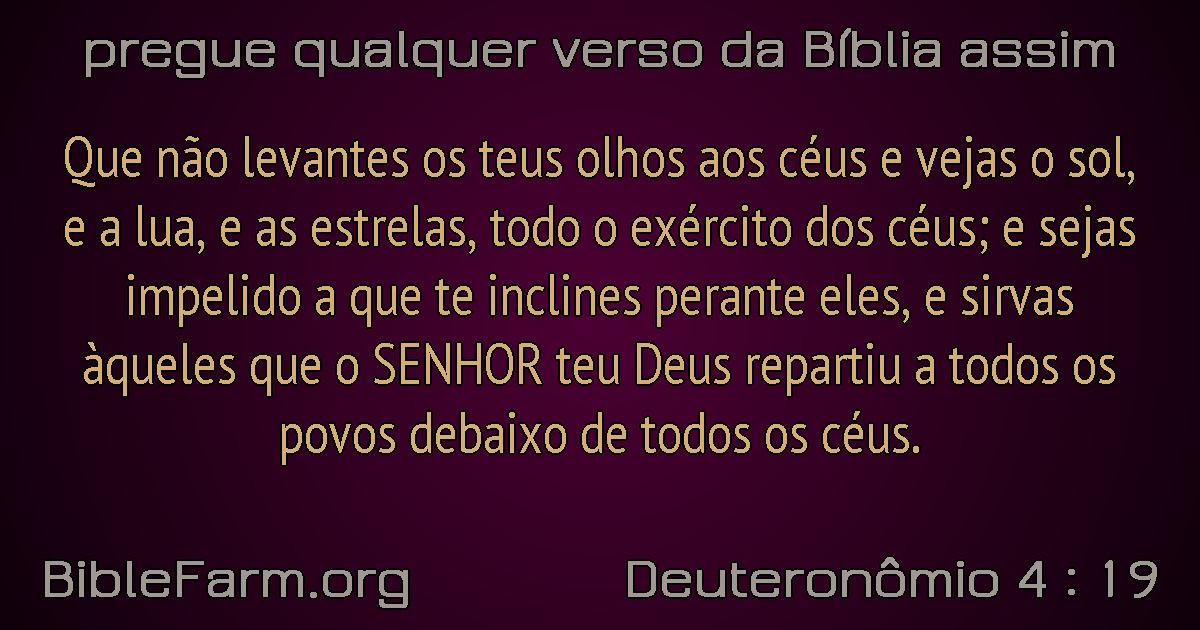 pregue qualquer verso da Bíblia assim
Que não levantes os teus olhos aos céus e vejas o sol,
e a lua, e as estrelas, todo o exército dos céus; e sejas
impelido a que te inclines perante eles, e sirvas
àqueles que o SENHOR teu Deus repartiu a todos os
povos debaixo de todos os céus.
BibleFarm.org
Deuteronômio 4 : 19